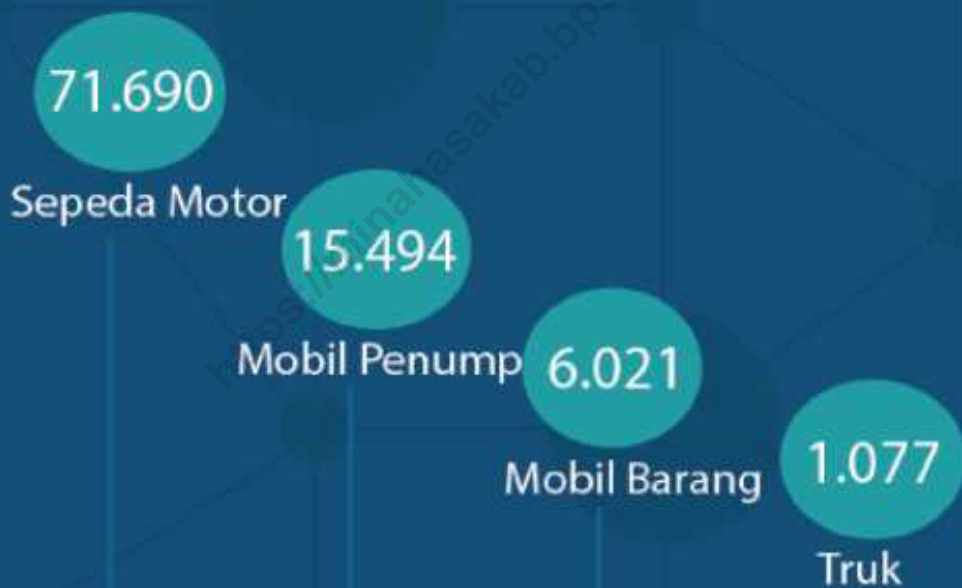 71.690
Sepeda Motor
15.494
Mobil Penump
6.021
Mobil Barang
1.077
Truk